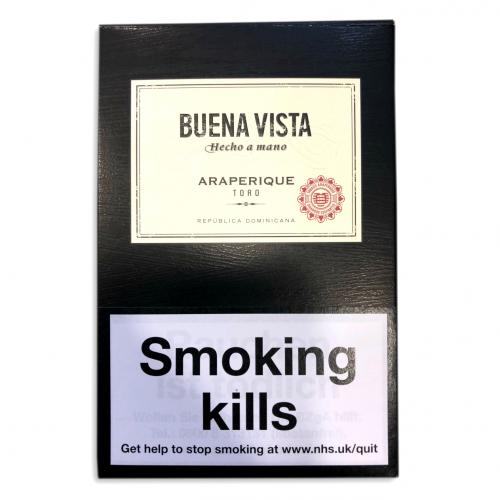 BUENA VISTA
Hecho a mano
ARAPERIQUE
TORO
REPÚBLICA DOMINICANA
Smoking
kills
Get help to stop smoking at www.nhs.uk/quit